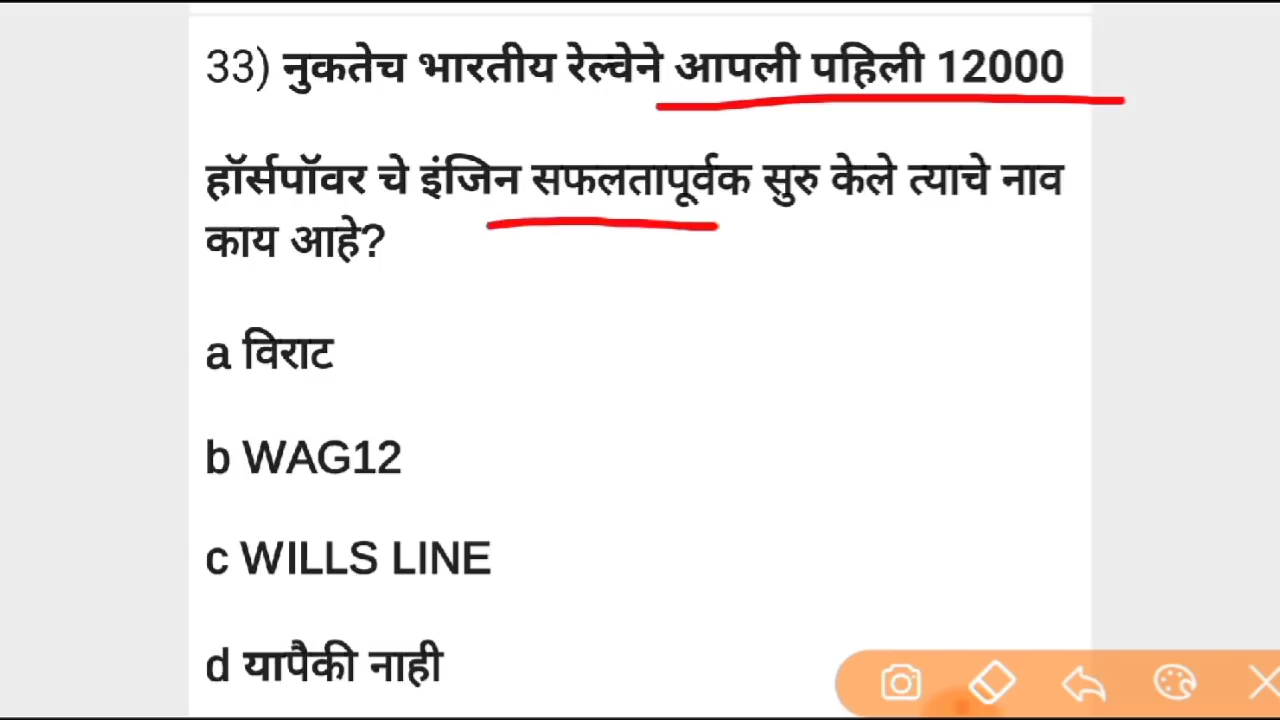 33) नुकतेच भारतीय रेल्वेने आपली पहिली 12000
हॉर्सपॉवर चे इंजिन सफलतापूर्वक सुरु केले त्याचे नाव
काय आहे?
a विराट
b WAG12
c WILLS LINE
d यापैकी नाही